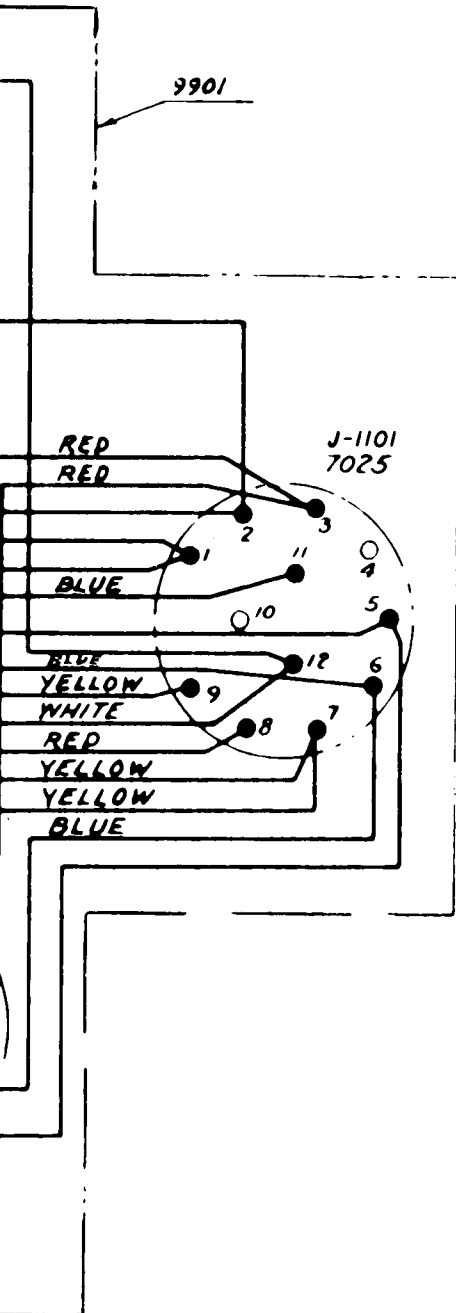 9901
J-1101
7025
RED
RED
2
3
1
11
4
BLUE
10
5
BLUE
12
6
YELLOW
9
WHITE
7
RED
8
YELLOW
YELLOW
BLUE